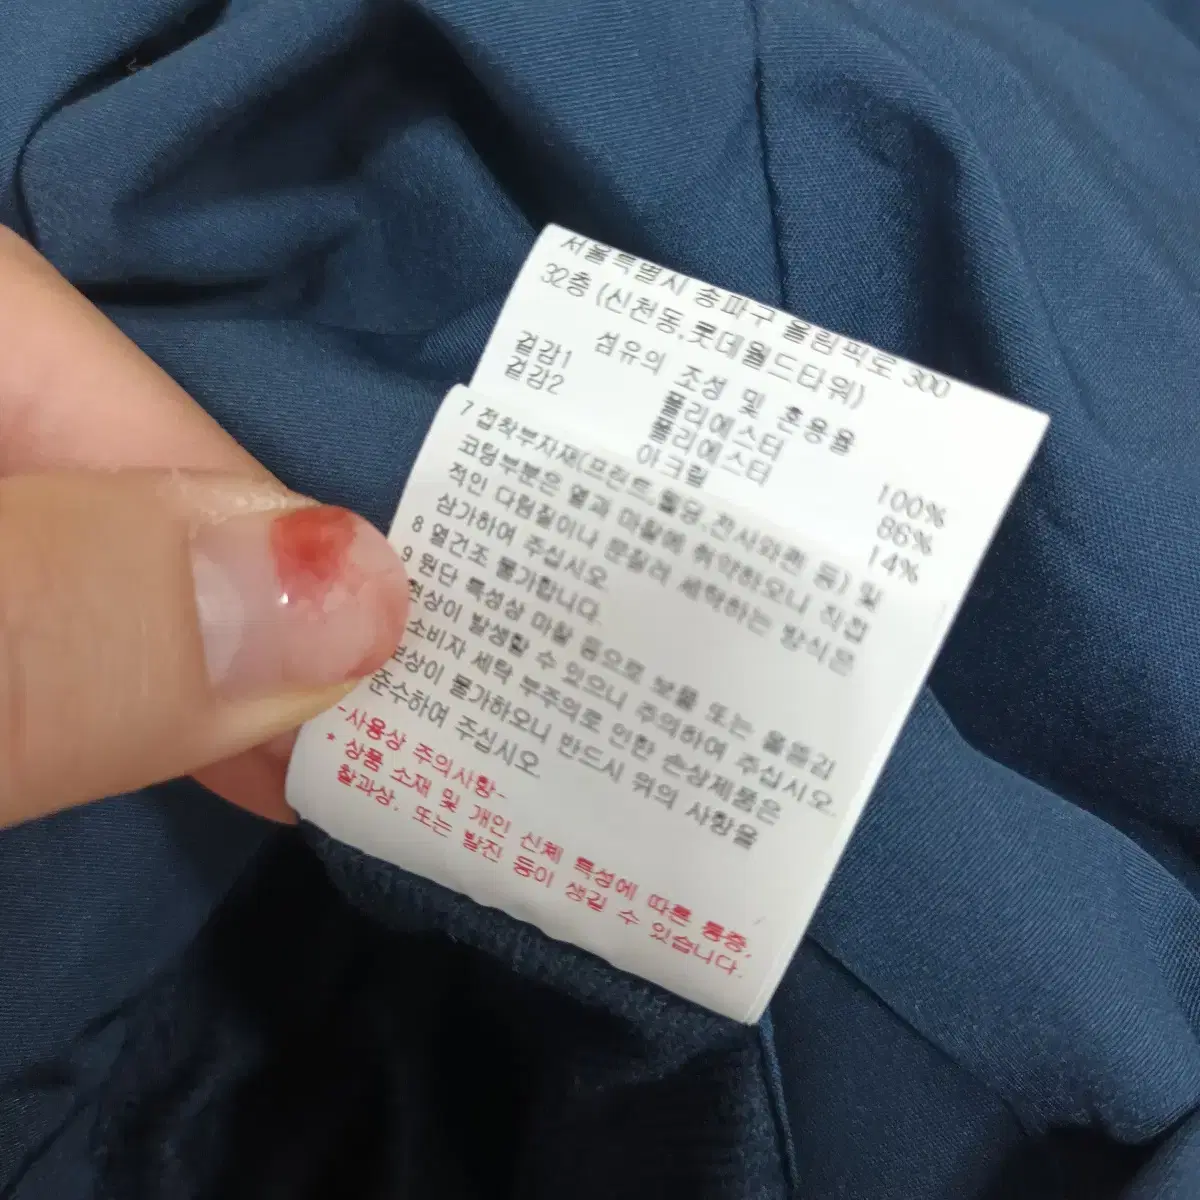 서울특별시 송파구 올림픽로 300
32층 (신천동,롯데월드타워)
섬유의 조성 및 혼용율
겉감1 폴리에스터 100%
겉감2 폴리에스터 86%
아크릴 14%
7 접착부자재(프린트,웰딩,전사와펜 등) 및
코팅부분은 열과 마찰에 취약하오니 직접
적인 다림질이나 문질러 세탁하는 방식은
삼가하여 주십시오.
8 열건조 불가합니다.
9 원단 특성상 마찰 등으로 보풀 또는 올뜯김
현상이 발생할 수 있으니 주의하여 주십시오.
소비자 세탁 부주의로 인한 손상제품은
보상이 불가하오니 반드시 위의 사항을
준수하여 주십시오.
-사용상 주의사항-
* 상품 소재 및 개인 신체 특성에 따른 통증,
찰과상, 또는 발진 등이 생길 수 있습니다.